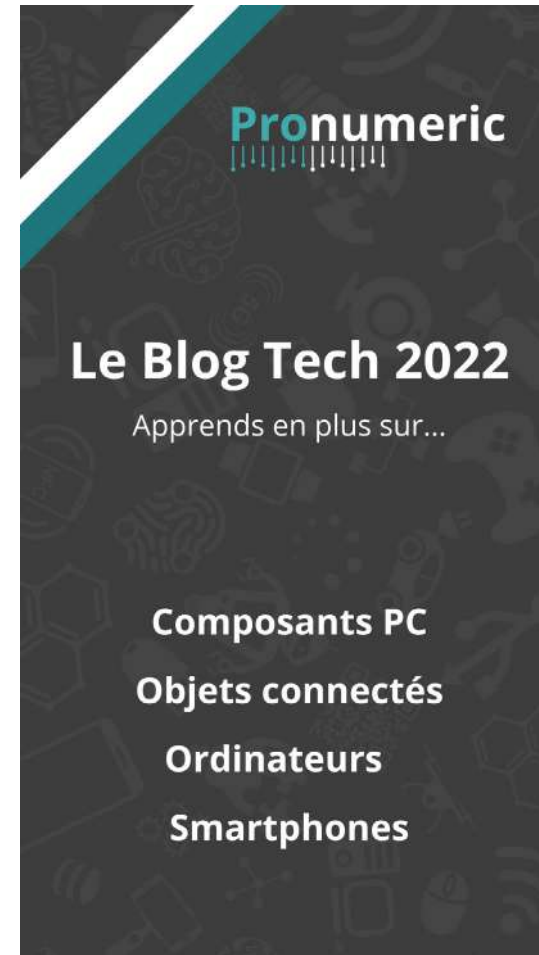 Pronumeric
Le Blog Tech 2022
Apprends en plus sur...
Composants PC
Objets connectés
Ordinateurs
Smartphones